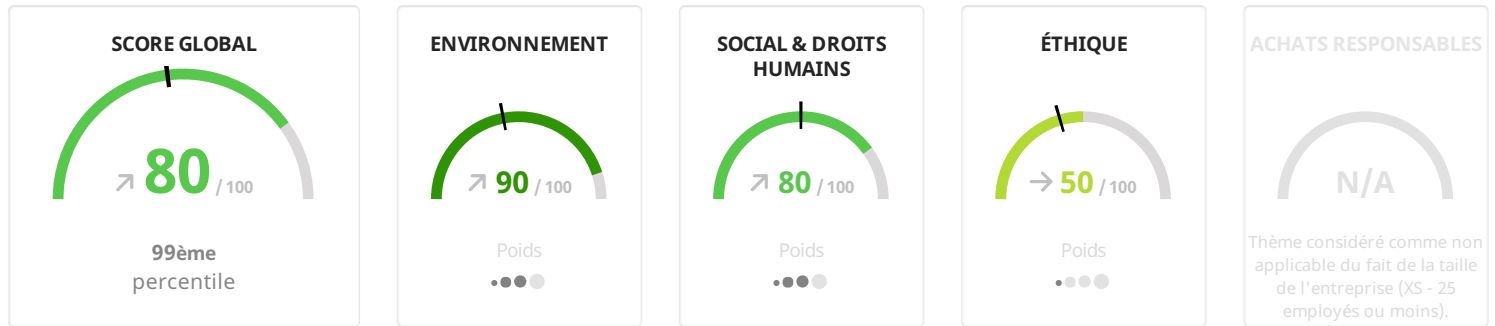 SCORE GLOBAL
80 / 100
99ème
percentile
ENVIRONNEMENT
90 / 100
Poids
SOCIAL & DROITS
HUMAINS
80 / 100
Poids
ÉTHIQUE
50 / 100
Poids
ACHATS RESPONSABLES
N/A
Thème considéré comme non
applicable du fait de la taille
de l'entreprise (XS - 25
employés ou moins).